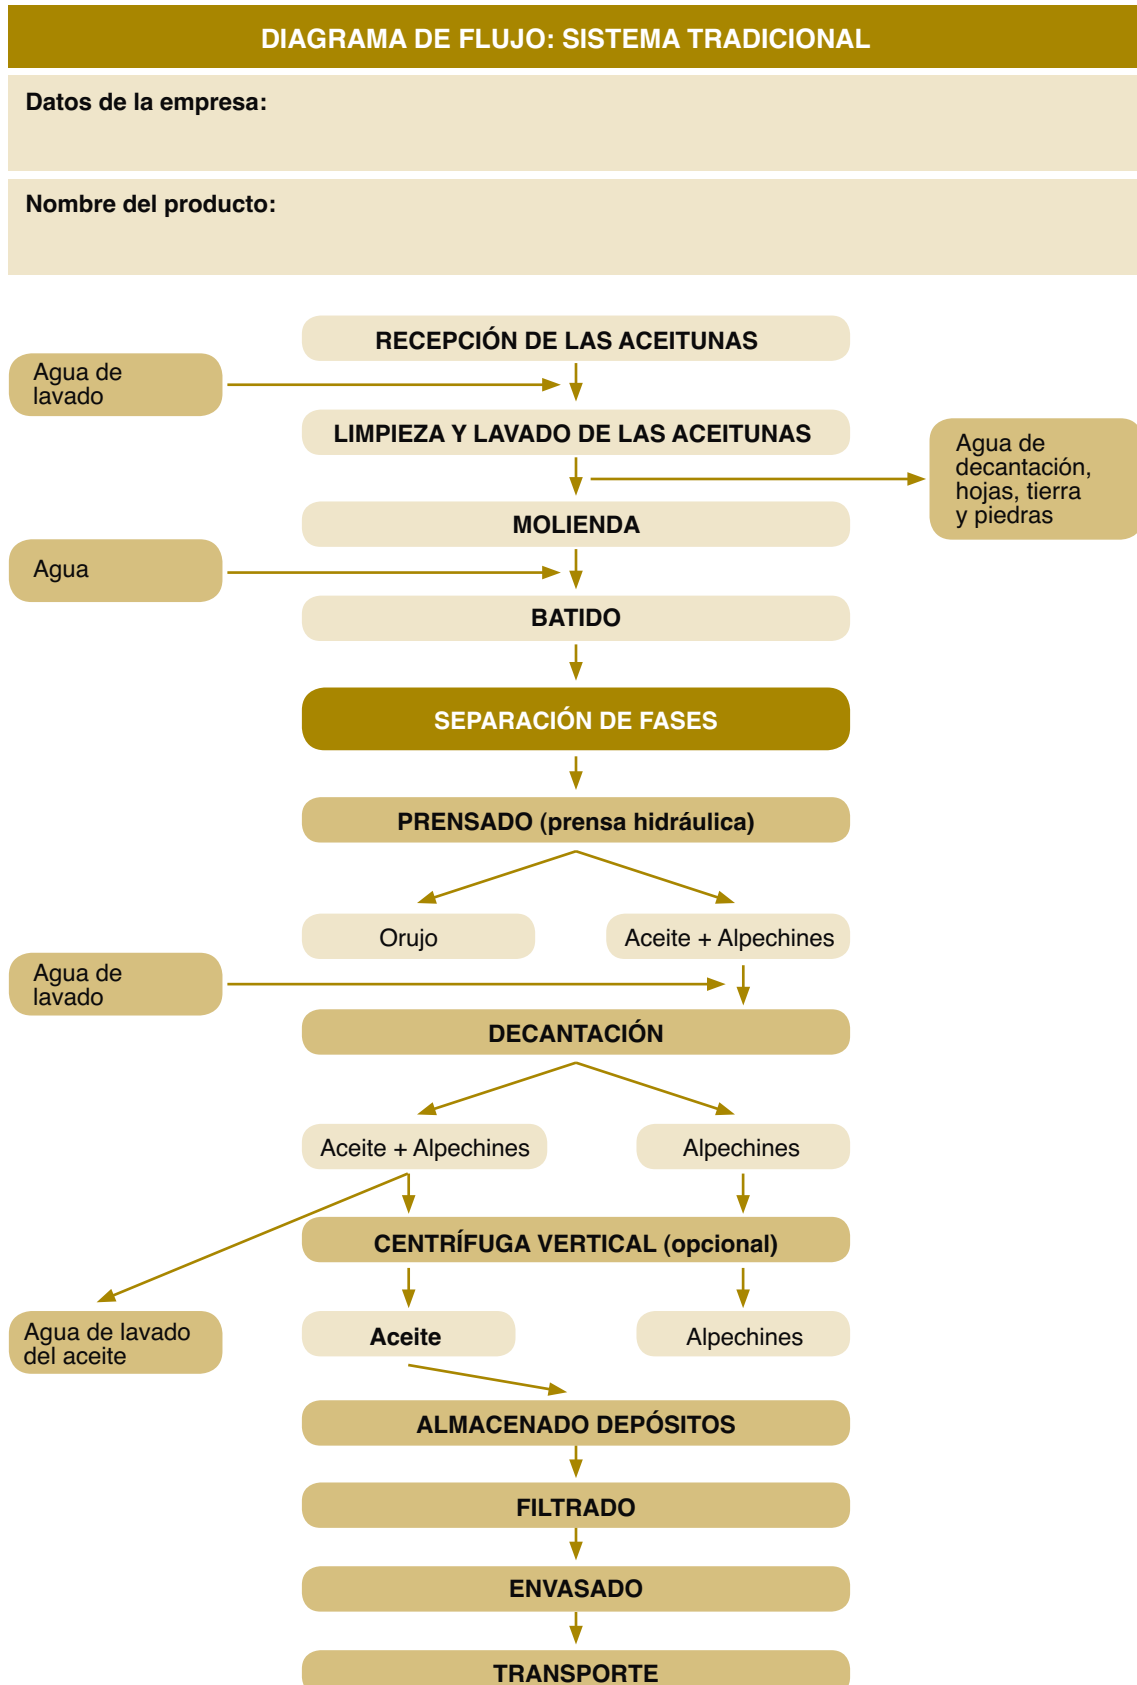 DIAGRAMA DE FLUJO: SISTEMA TRADICIONAL
Datos de la empresa:
Nombre del producto:
RECEPCIÓN DE LAS ACEITUNAS
Agua de
lavado
LIMPIEZA Y LAVADO DE LAS ACEITUNAS
Agua de
decantación,
hojas, tierra
y piedras
MOLIENDA
Agua
BATIDO
SEPARACIÓN DE FASES
PRENSADO (prensa hidráulica)
Orujo
Aceite + Alpechines
Agua de
lavado
DECANTACIÓN
Aceite + Alpechines
Alpechines
CENTRÍFUGA VERTICAL (opcional)
Agua de lavado
del aceite
Aceite
Alpechines
ALMACENADO DEPÓSITOS
FILTRADO
ENVASADO
TRANSPORTE